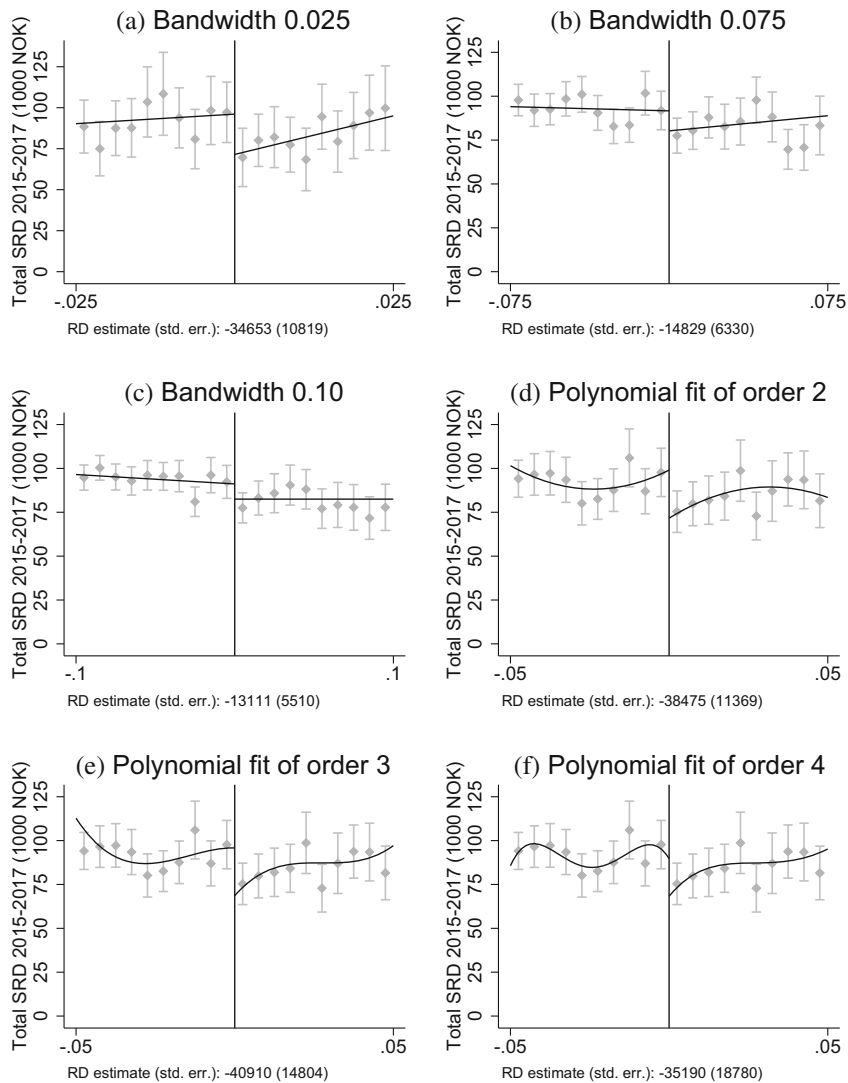 (a) Bandwidth 0.025
Total SRD 2015-2017 (1000 NOK)
125
100
75
50
25
0
-.025
.025
RD estimate (std. err.): -34653 (10819)
(b) Bandwidth 0.075
Total SRD 2015-2017 (1000 NOK)
125
100
75
50
25
0
-.075
.075
RD estimate (std. err.): -14829 (6330)
(c) Bandwidth 0.10
Total SRD 2015-2017 (1000 NOK)
125
100
75
50
25
0
-.1
.1
RD estimate (std. err.): -13111 (5510)
(d) Polynomial fit of order 2
Total SRD 2015-2017 (1000 NOK)
125
100
75
50
25
0
-.05
.05
RD estimate (std. err.): -38475 (11369)
(e) Polynomial fit of order 3
Total SRD 2015-2017 (1000 NOK)
125
100
75
50
25
0
-.05
.05
RD estimate (std. err.): -40910 (14804)
(f) Polynomial fit of order 4
Total SRD 2015-2017 (1000 NOK)
125
100
75
50
25
0
-.05
.05
RD estimate (std. err.): -35190 (18780)